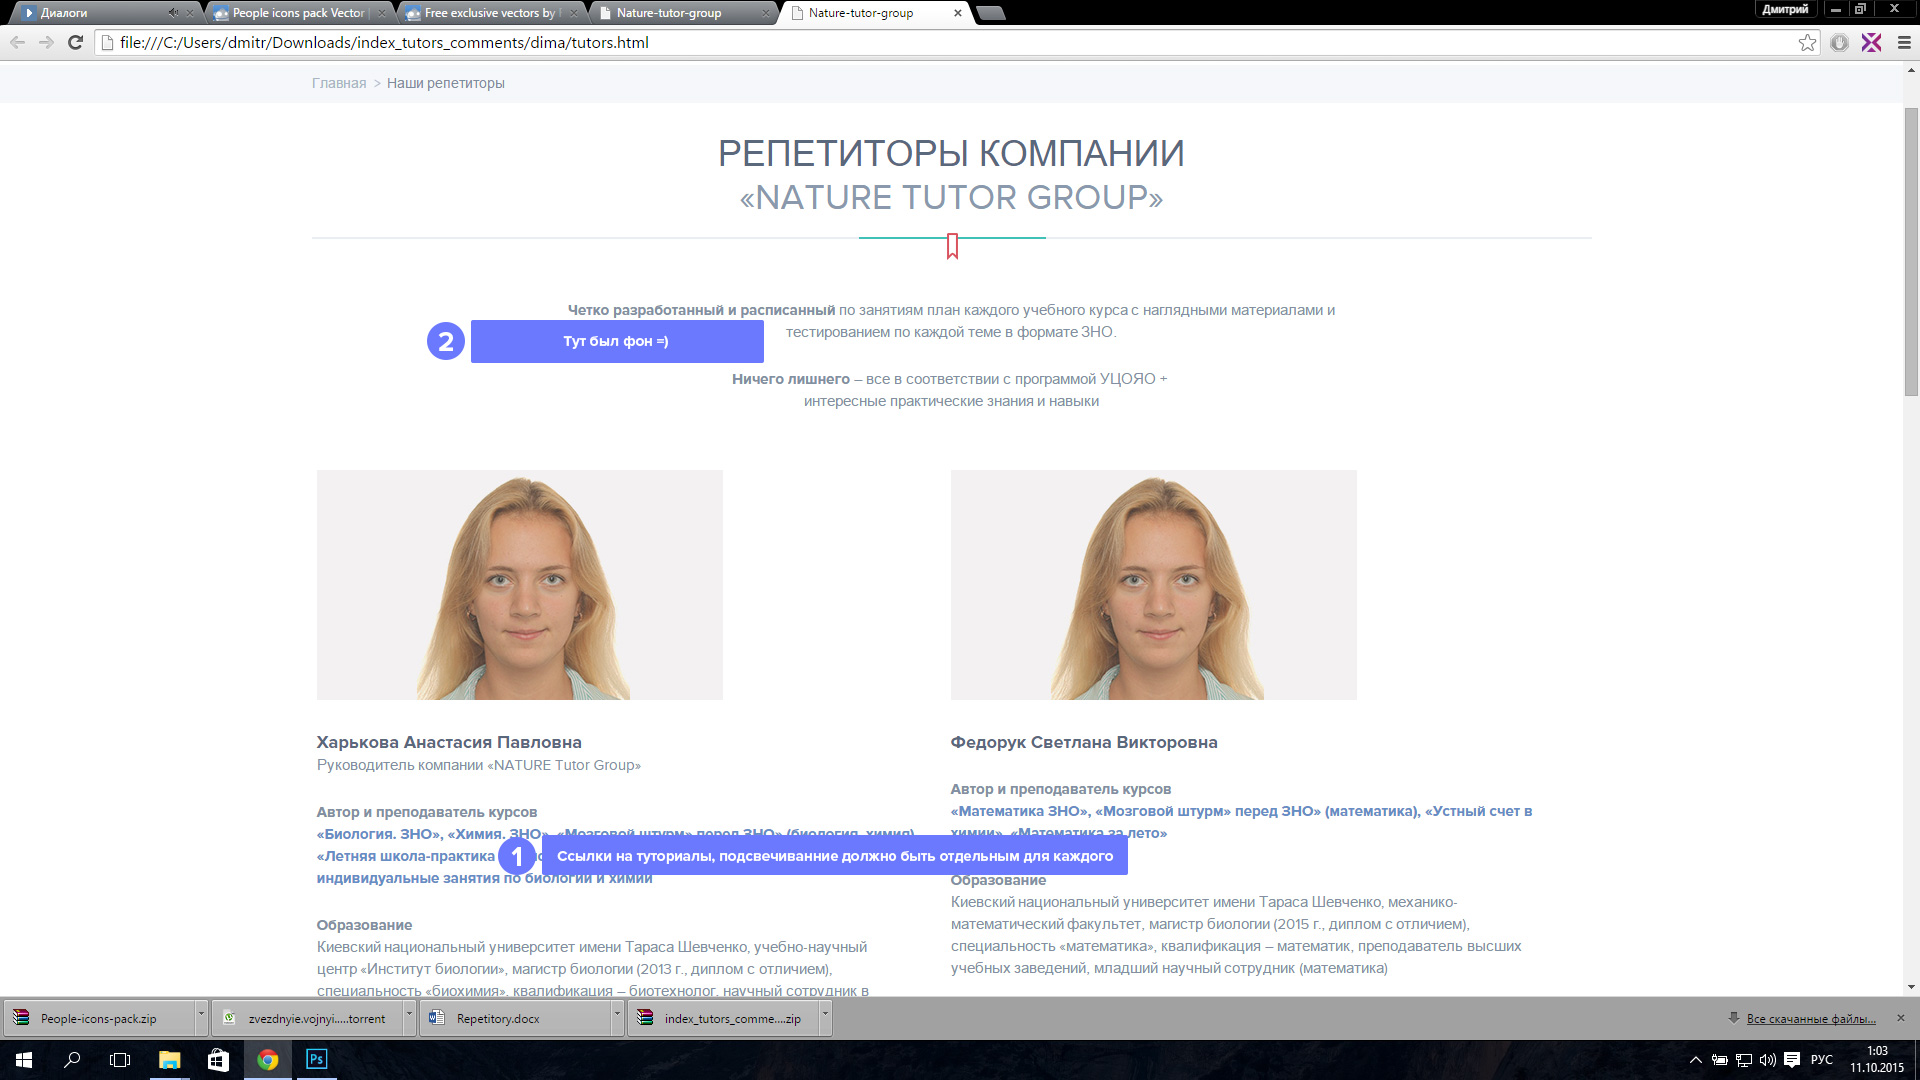 Диалоги
People icons pack Vector |
Free exclusive vectors by
Nature-tutor-group
Nature-tutor-group
Дмитрий
file:///C:/Users/dmitr/Downloads/index_tutors_comments/dima/tutors.html
Главная > Наши репетиторы
РЕПЕТИТОРЫ КОМПАНИИ
«NATURE TUTOR GROUP»
Четко разработанный и расписанный по занятиям план каждого учебного курса с наглядными материалами и
тестированием по каждой теме в формате ЗНО.
2 Тут был фон =)
Ничего лишнего – все в соответствии с программой УЦОЯО +
интересные практические знания и навыки
Харькова Анастасия Павловна
Руководитель компании «NATURE Tutor Group»
Автор и преподаватель курсов
«Биология. ЗНО», «Химия. ЗНО», «Мозговой штурм» перед ЗНО» (биология, химия),
«Летняя школа-практика
индивидуальные занятия по биологии и химии
1 Ссылки на туториалы, подсвечиванние должно быть отдельным для каждого
Образование
Киевский национальный университет имени Тараса Шевченко, учебно-научный
центр «Институт биологии», магистр биологии (2013 г., диплом с отличием),
специальность «биохимия», квалификация – биотехнолог, научный сотрудник в
Федорук Светлана Викторовна
Автор и преподаватель курсов
«Математика ЗНО», «Мозговой штурм» перед ЗНО» (математика), «Устный счет в
химии», «Математика за лето»
Образование
Киевский национальный университет имени Тараса Шевченко, механико-
математический факультет, магистр биологии (2015 г., диплом с отличием),
специальность «математика», квалификация – математик, преподаватель высших
учебных заведений, младший научный сотрудник (математика)
People-icons-pack.zip
zvezdnyie.vojnyi.....torrent
Repetitory.docx
index_tutors_comme....zip
Все скачанные файлы...
Ps
РУС
1:03
11.10.2015